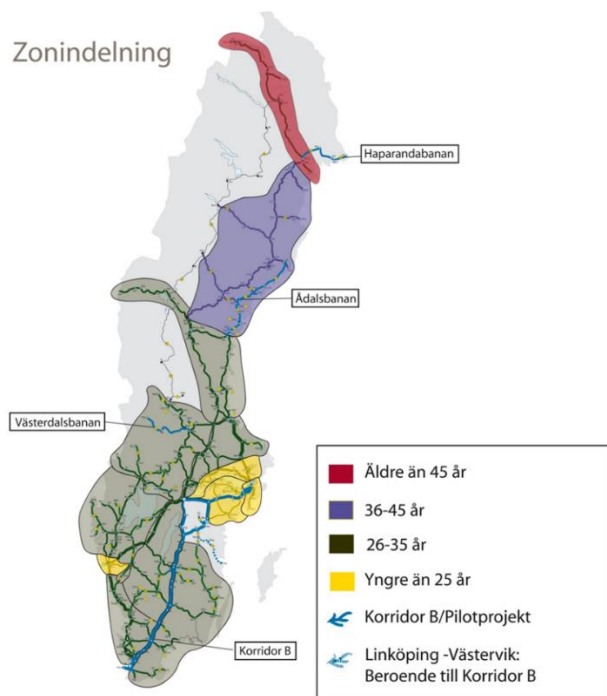 Zonindelning
Haparandabanan
Ådalsbanan
Västerdalsbanan
Äldre än 45 år
36-45 år
26-35 år
Yngre än 25 år
Korridor B/Pilotprojekt
Linköping -Västervik:
Beroende till Korridor B
Korridor B